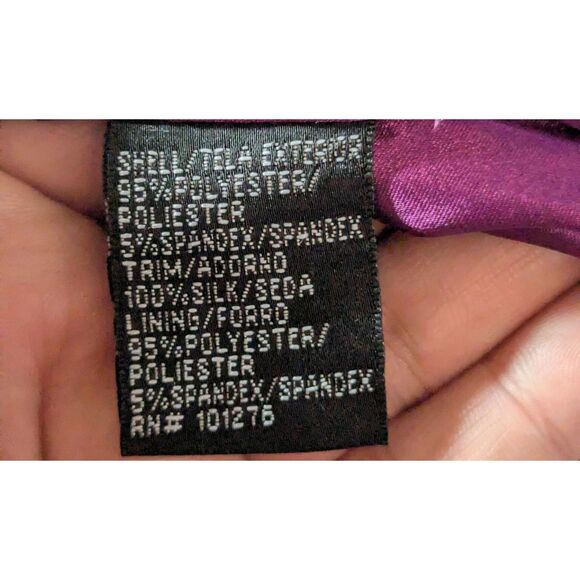 SHELL/TELA EXTERIOR
95%POLYESTER/
POLIESTER
5%SPANDEX/SPANDEX
TRIM/ADORNO
100%SILK/SEDA
LINING/FORRO
95%POLYESTER/
POLIESTER
5%SPANDEX/SPANDEX
RN# 101278